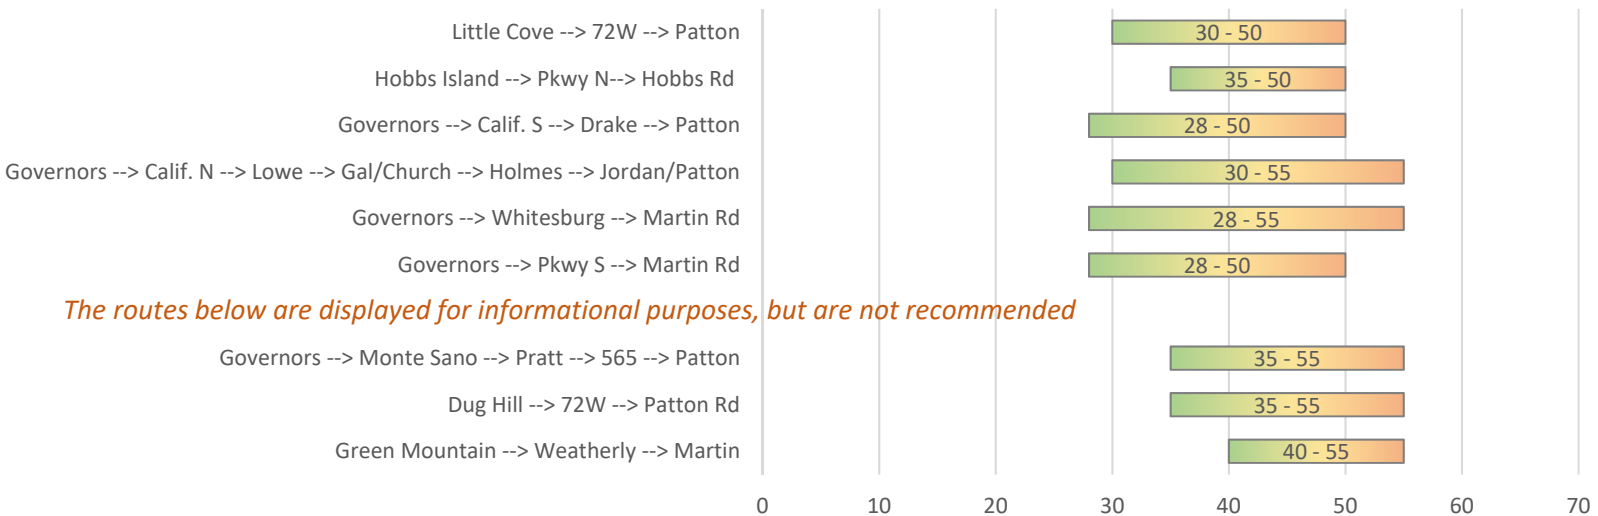 Little Cove --> 72W --> Patton 30 - 50
Hobbs Island --> Pkwy N--> Hobbs Rd 35 - 50
Governors --> Calif. S --> Drake --> Patton 28 - 50
Governors --> Calif. N --> Lowe --> Gal/Church --> Holmes --> Jordan/Patton 30 - 55
Governors --> Whitesburg --> Martin Rd 28 - 55
Governors --> Pkwy S --> Martin Rd 28 - 50
The routes below are displayed for informational purposes, but are not recommended
Governors --> Monte Sano --> Pratt --> 565 --> Patton 35 - 55
Dug Hill --> 72W --> Patton Rd 35 - 55
Green Mountain --> Weatherly --> Martin 40 - 55
0 10 20 30 40 50 60 70